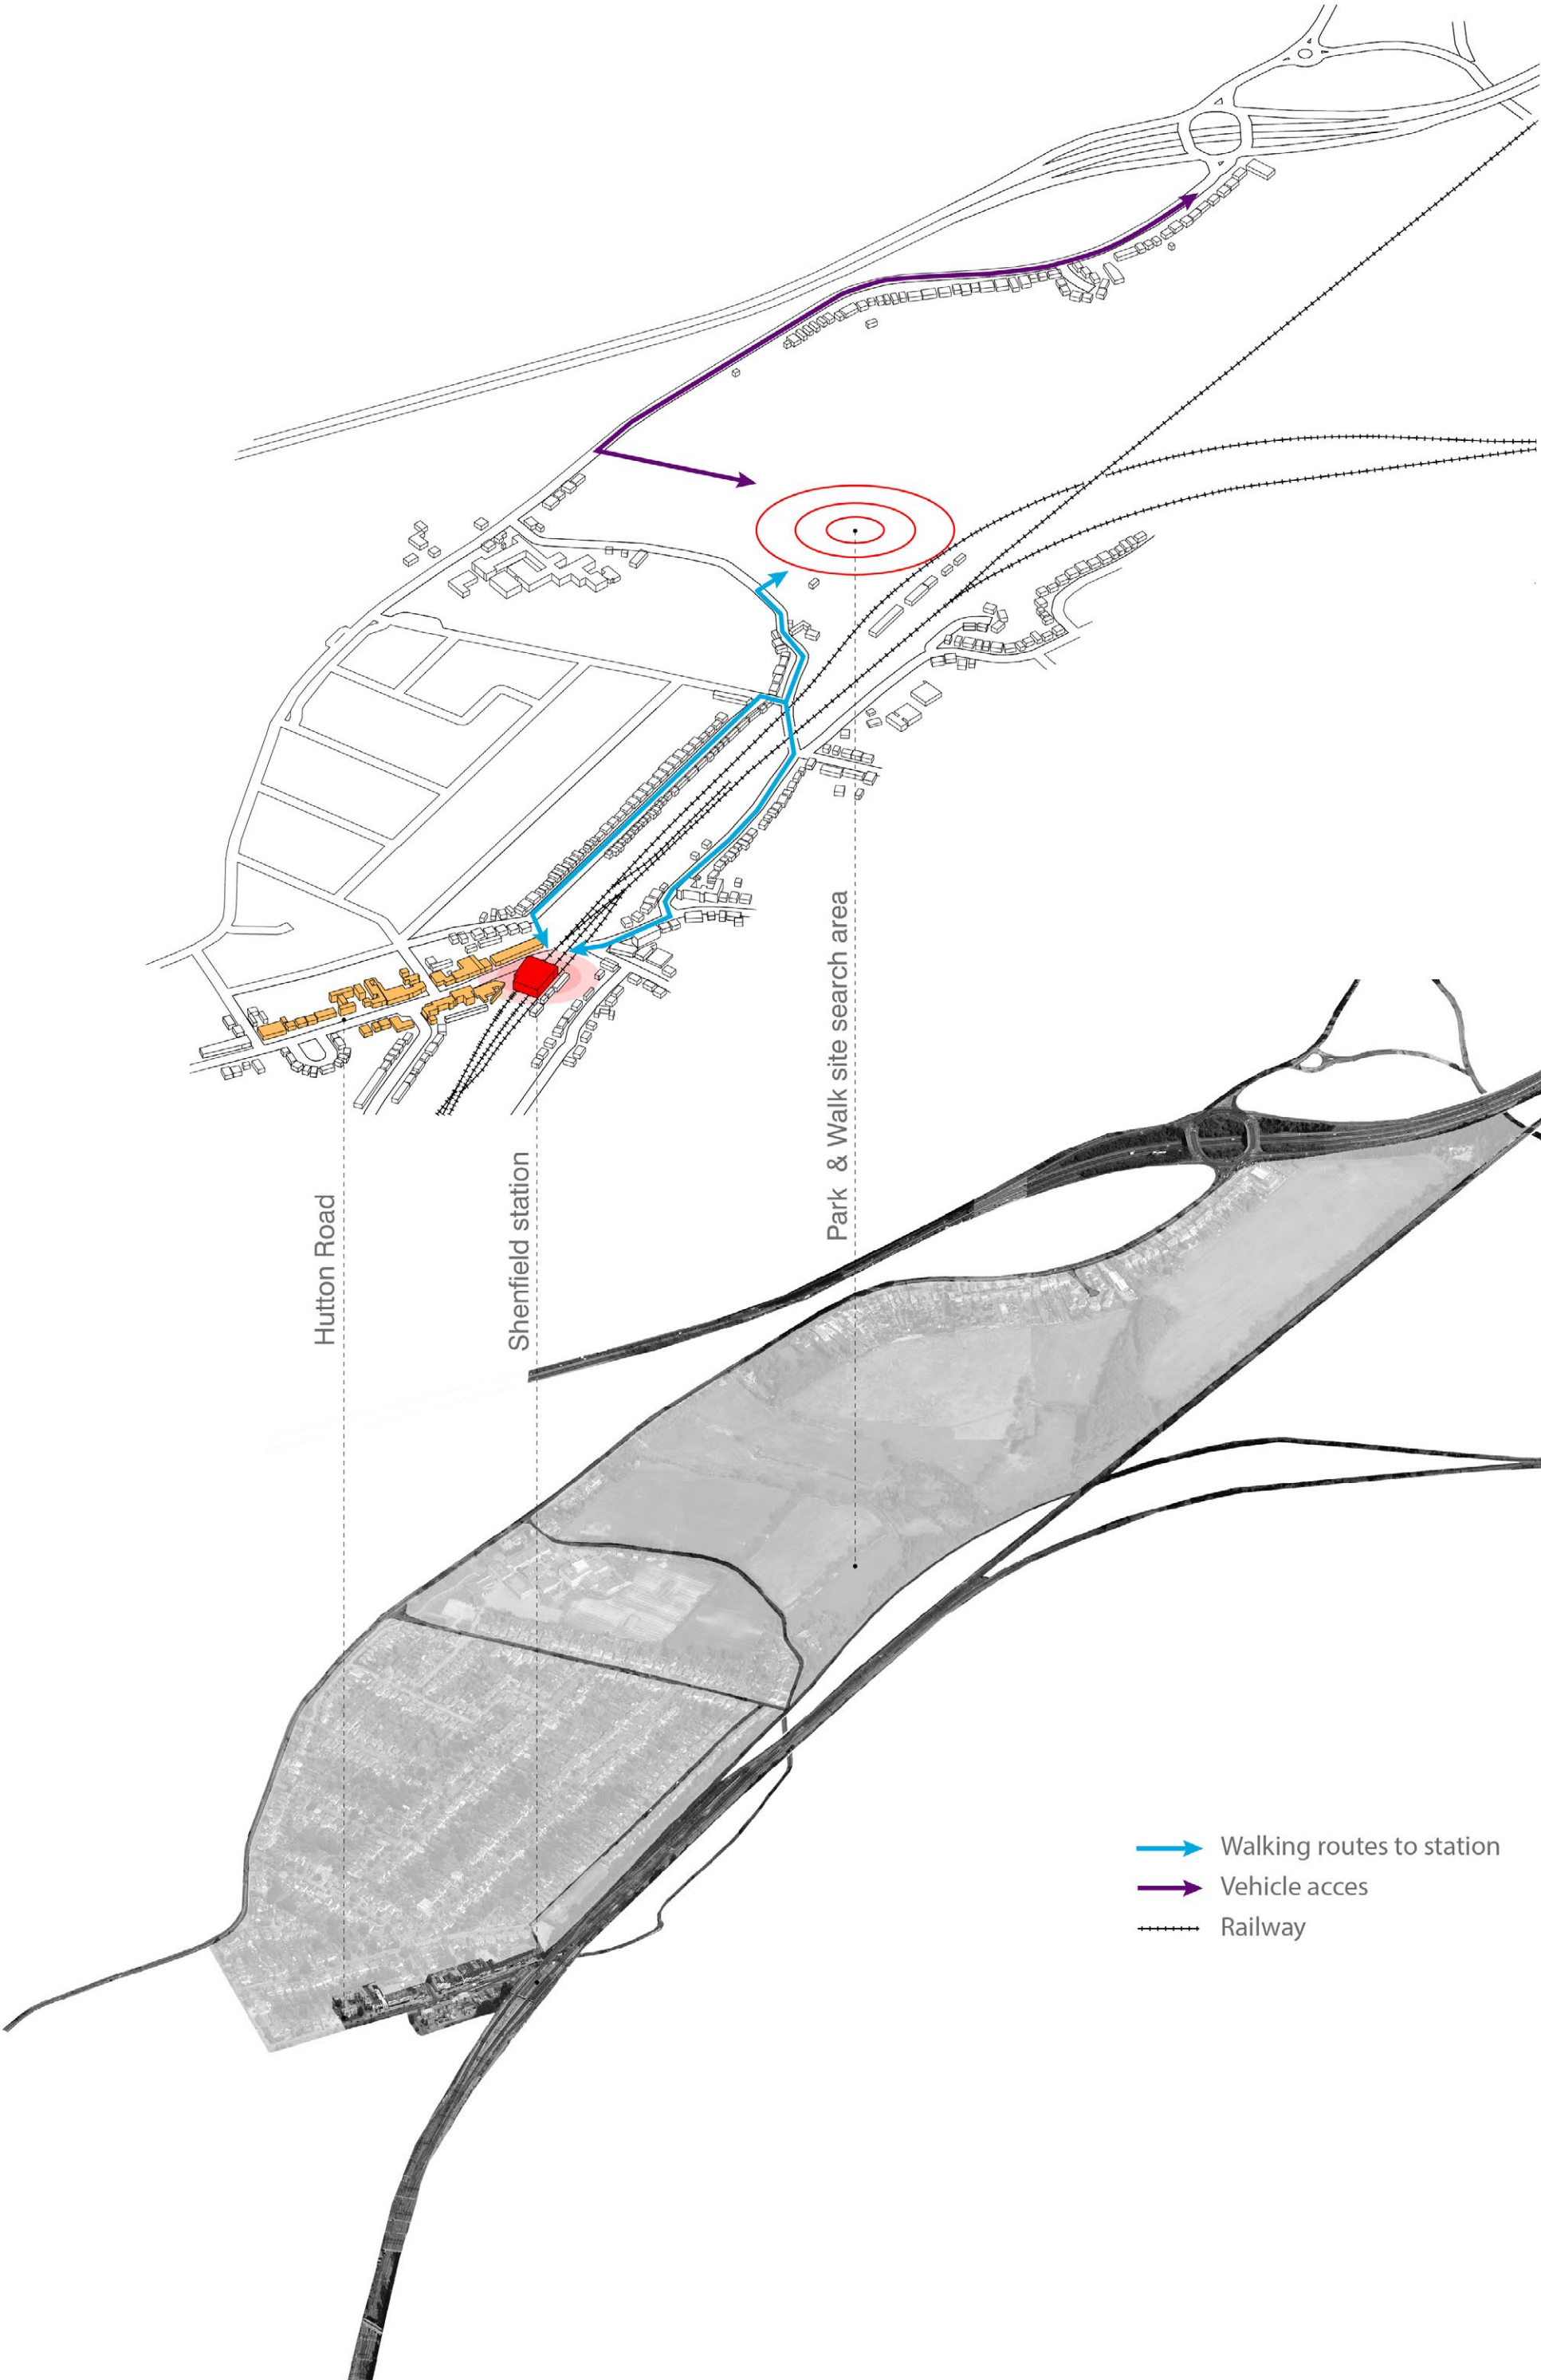 Hutton Road
Shenfield station
Park & Walk site search area
Walking routes to station
Vehicle acces
Railway